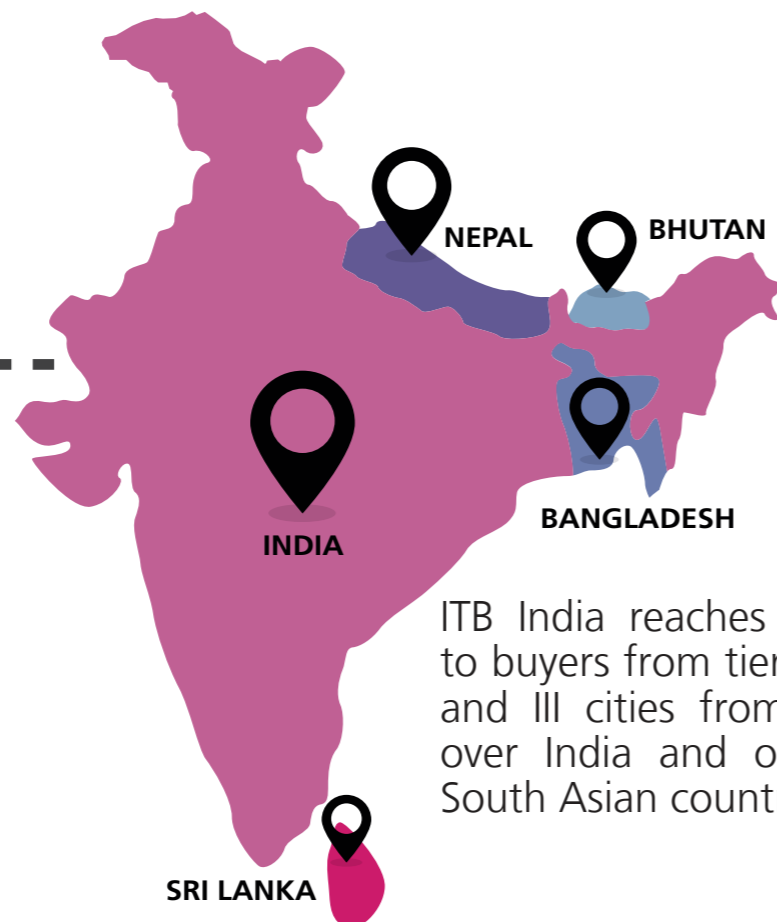 NEPAL
BHUTAN
INDIA
BANGLADESH
ITB India reaches
to buyers from tier
and III cities from
over India and o
South Asian count
SRI LANKA